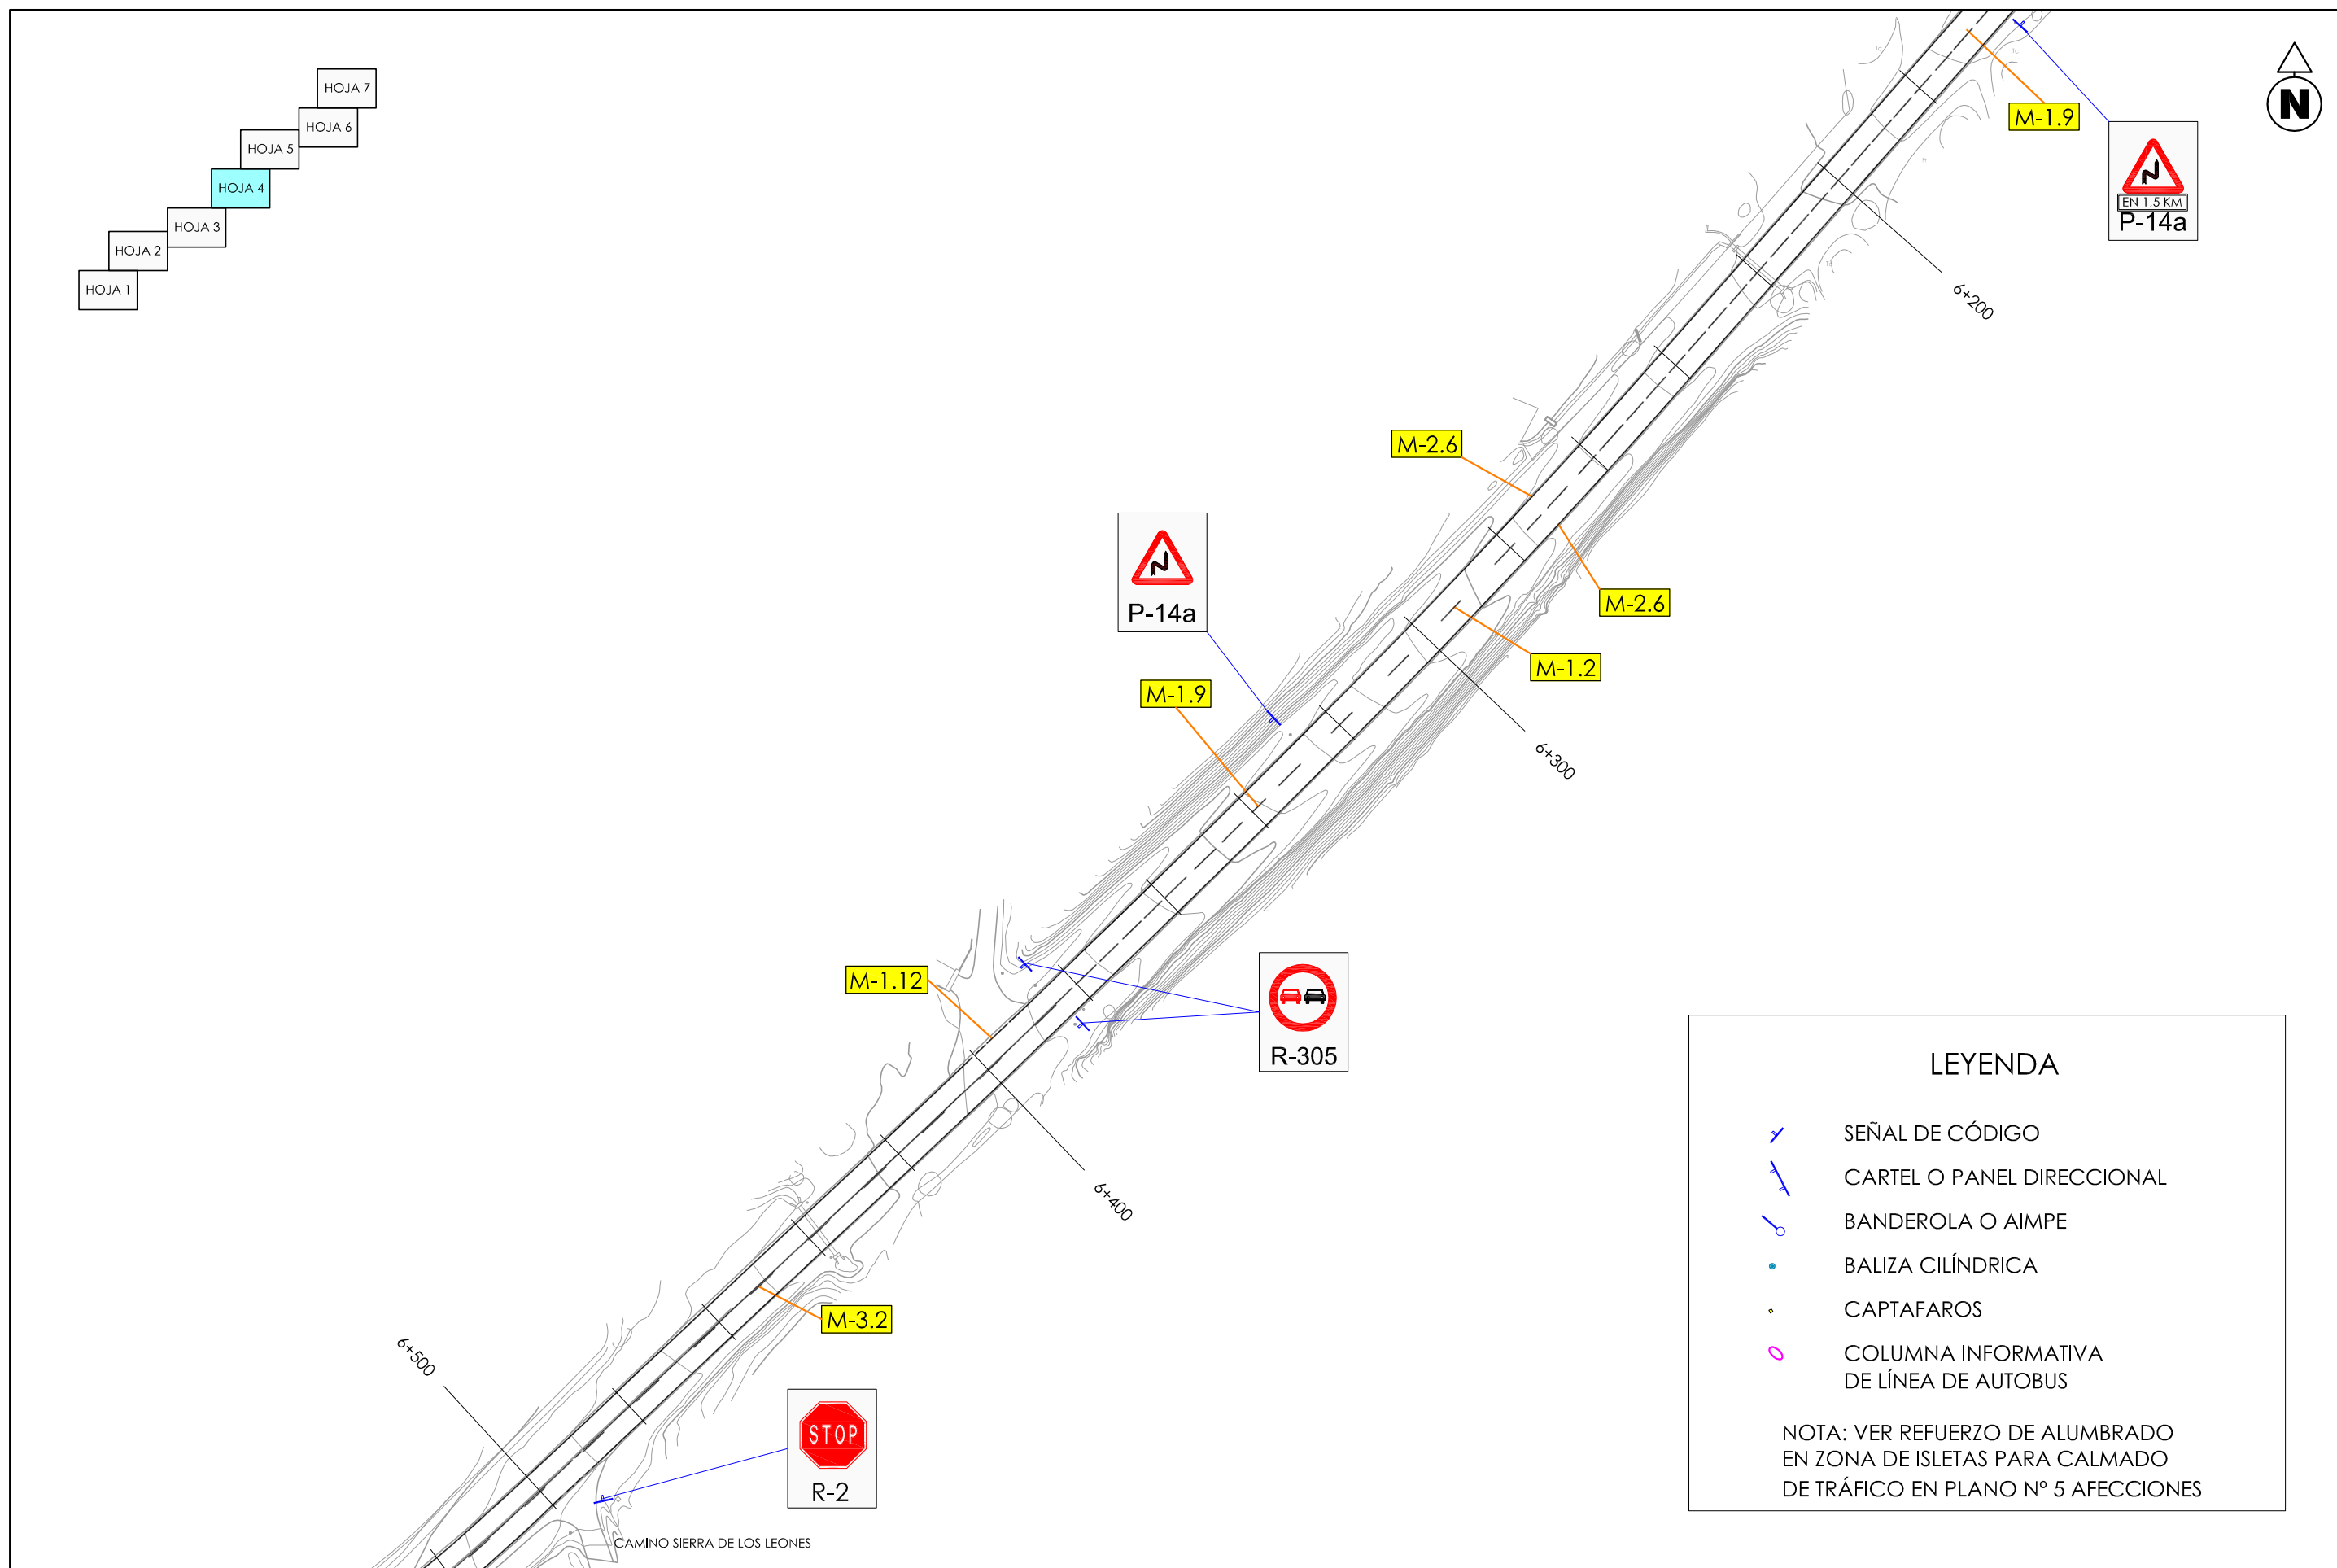 HOJA 7
HOJA 6
HOJA 5
HOJA 4
HOJA 3
HOJA 2
HOJA 1
N
M-1.9
EN 1,5 KM
P-14a
6+200
M-2.6
P-14a
M-2.6
M-1.2
M-1.9
6+300
M-1.12
R-305
6+400
M-3.2
6+500
STOP
R-2
CAMINO SIERRA DE LOS LEONES
LEYENDA
SEÑAL DE CÓDIGO
CARTEL O PANEL DIRECCIONAL
BANDEROLA O AIMPE
BALIZA CILÍNDRICA
CAPTAFAROS
COLUMNA INFORMATIVA
DE LÍNEA DE AUTOBUS
NOTA: VER REFUERZO DE ALUMBRADO
EN ZONA DE ISLETAS PARA CALMADO
DE TRÁFICO EN PLANO Nº 5 AFECCIONES